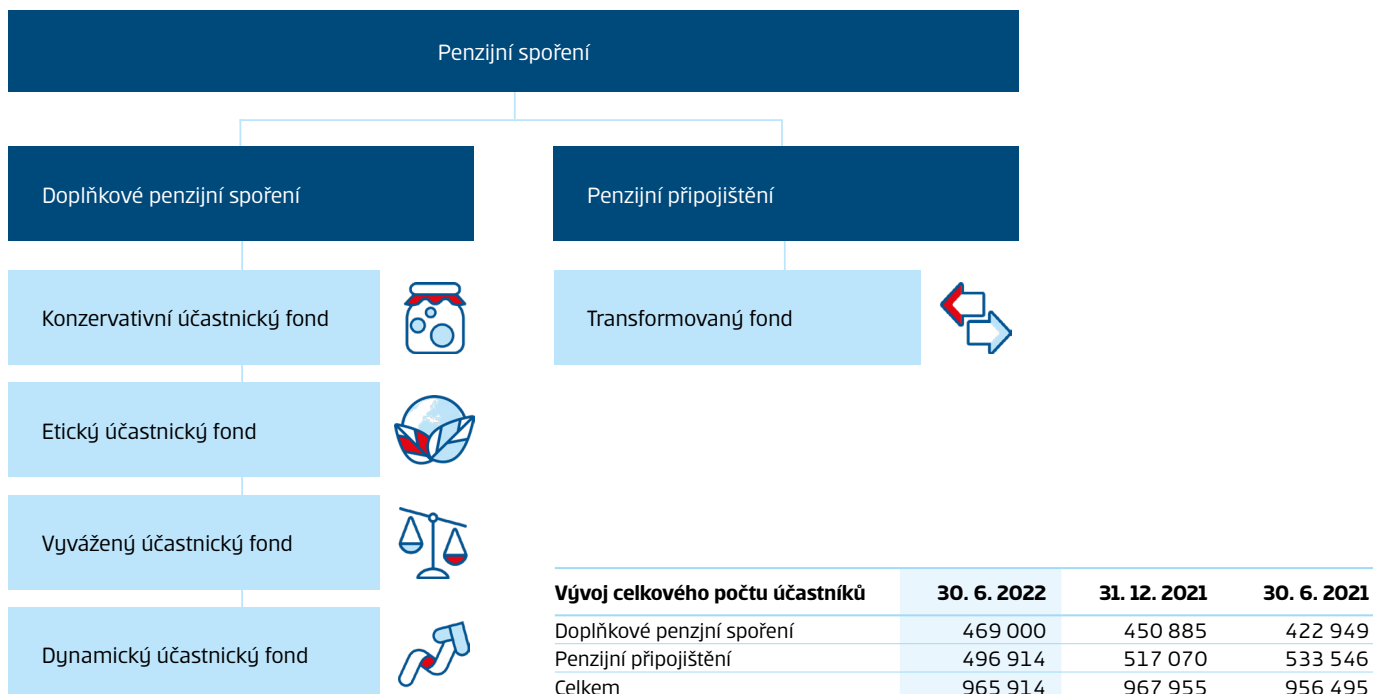 Penzijní spoření
Doplňkové penzijní spoření
Penzijní připojištění
Konzervativní účastnický fond
Transformovaný fond
Etický účastnický fond
Vyvážený účastnický fond
Dynamický účastnický fond
Vývoj celkového počtu účastníků 30. 6. 2022 31. 12. 2021 30. 6. 2021
Doplňkové penzjní spoření 469 000 450 885 422 949
Penzijní připojištění 496 914 517 070 533 546
Celkem 965 914 967 955 956 495